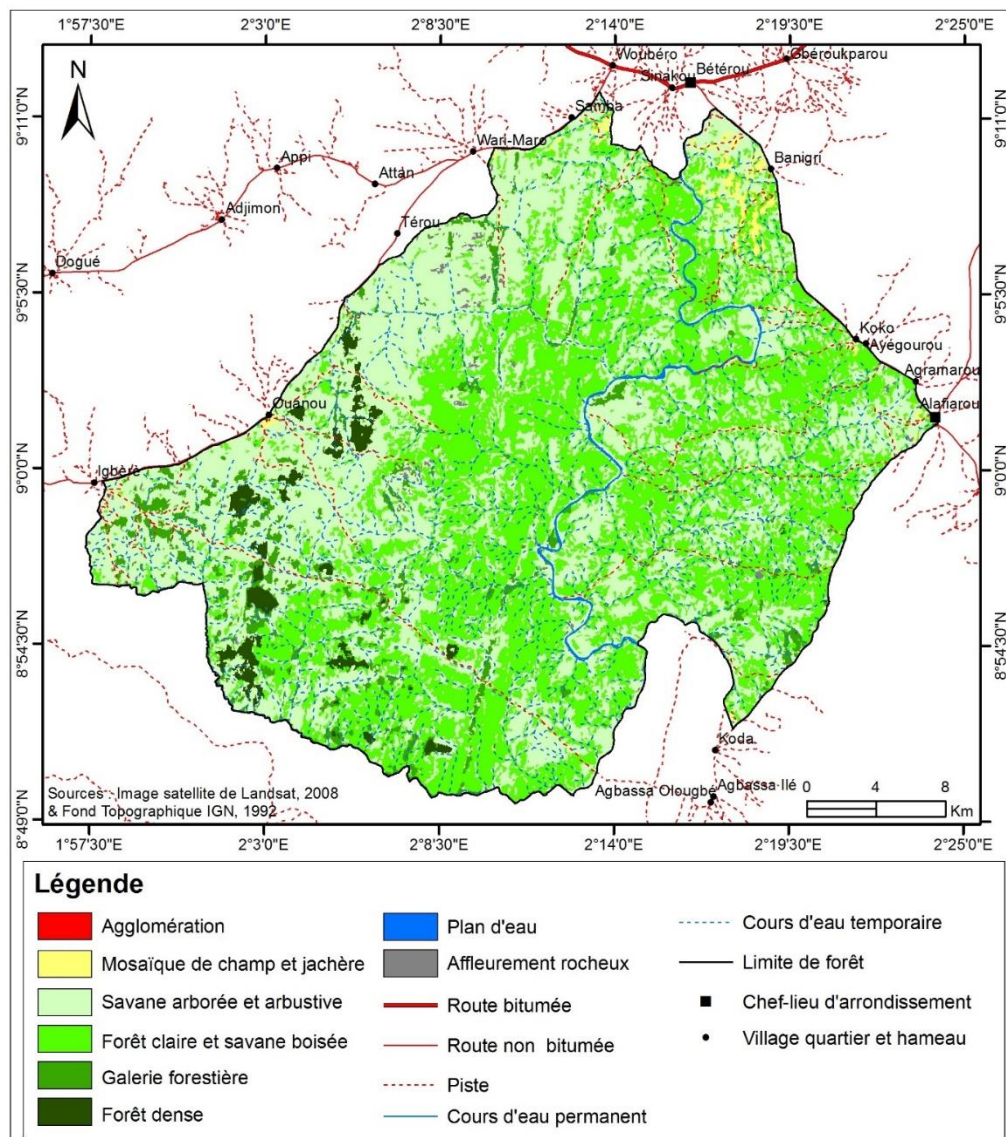 1°57'30"E 2°3'0"E 2°8'30"E 2°14'0"E 2°19'30"E 2°25'0"E
N
9°11'0"N
9°5'30"N
9°0'0"N
8°54'30"N
8°49'0"N
9°11'0"N
9°5'30"N
9°0'0"N
8°54'30"N
8°49'0"N
Woubéro
Gbéroukparou
Sinakou
Bétérou
Samba
Wari-Maro
Appi
Attan
Banigri
Adjimon
Térou
Dogué
Koko
Ayégourou
Agramarou
Alafiarou
Ouanou
Igbèrè
Koda
Agbassa Olougbé
Agbassa-Ilé
Sources : Image satellite de Landsat, 2008
& Fond Topographique IGN, 1992
0 4 8
Km
1°57'30"E 2°3'0"E 2°8'30"E 2°14'0"E 2°19'30"E 2°25'0"E
Légende
Agglomération
Mosaïque de champ et jachère
Savane arborée et arbustive
Forêt claire et savane boisée
Galerie forestière
Forêt dense
Plan d'eau
Affleurement rocheux
Route bitumée
Route non bitumée
Piste
Cours d'eau permanent
Cours d'eau temporaire
Limite de forêt
Chef-lieu d'arrondissement
Village quartier et hameau